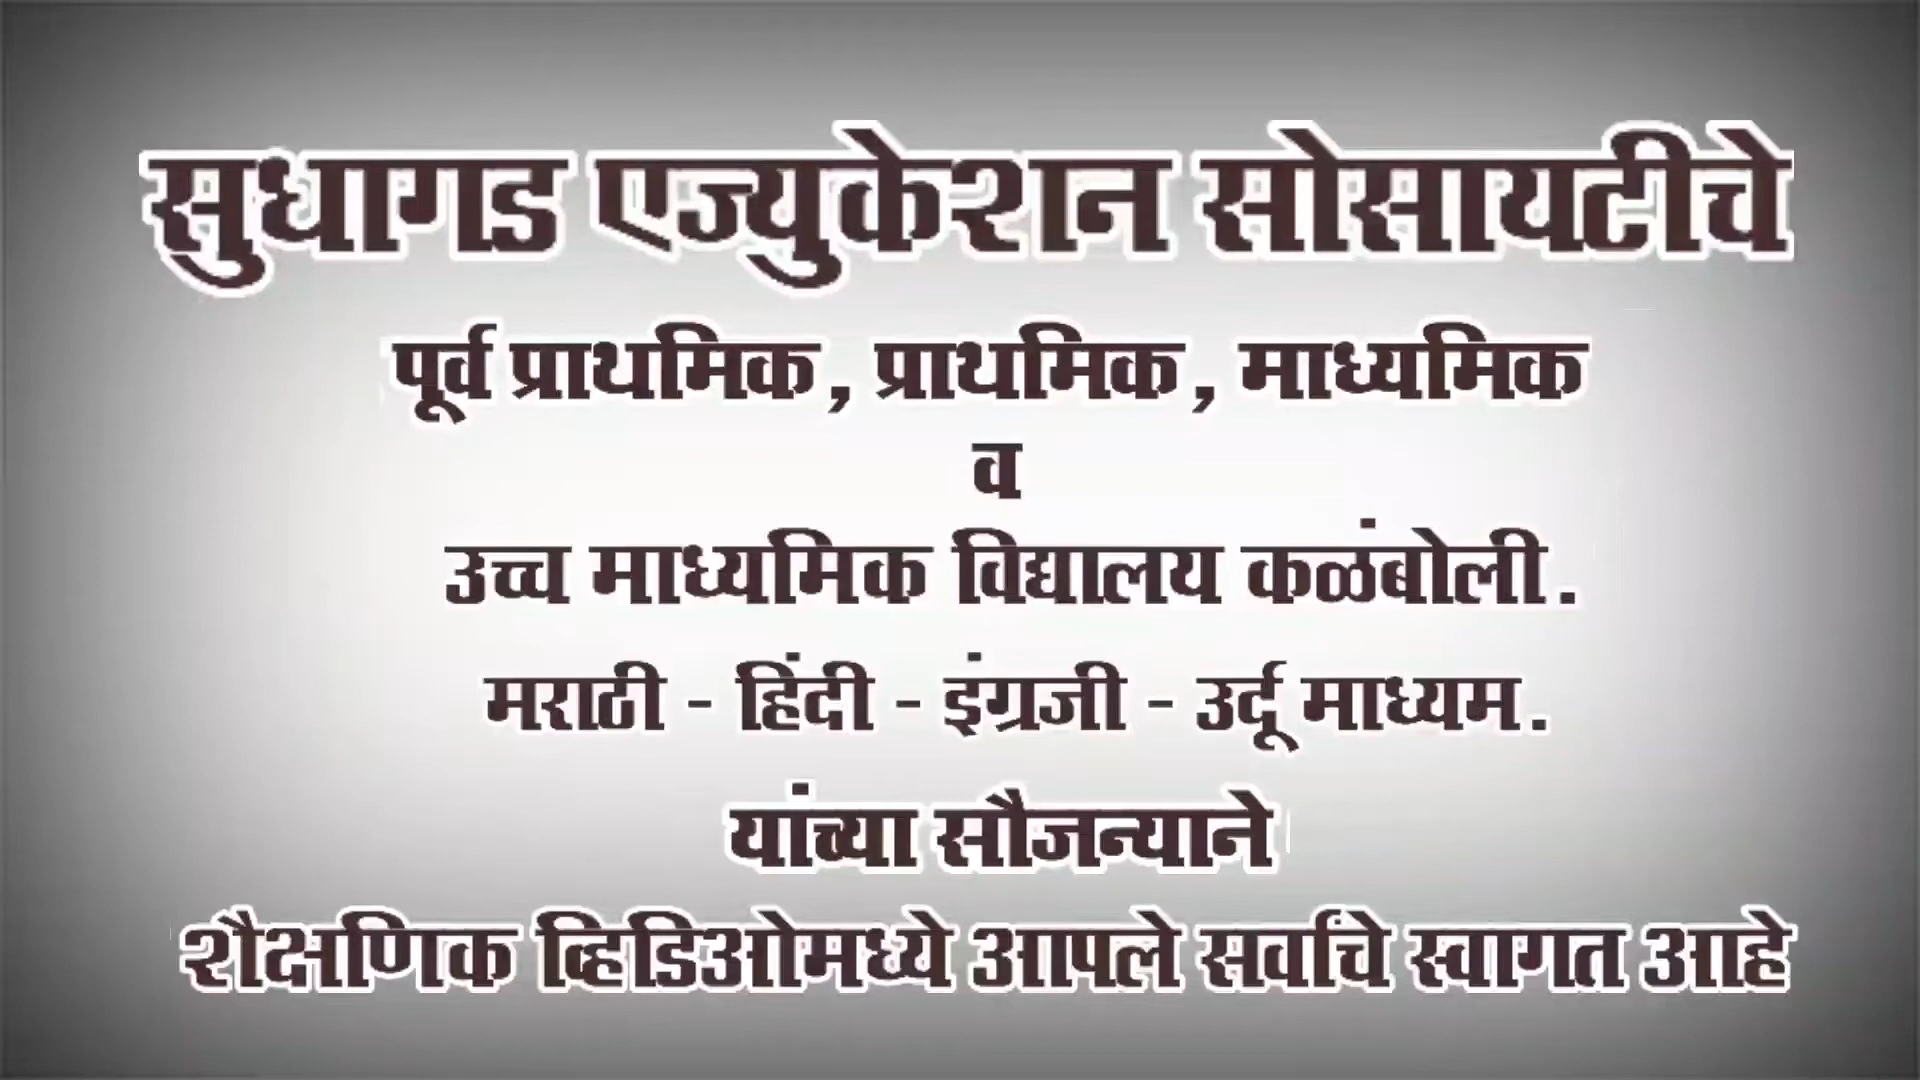 सुधागड एज्युकेशन सोसायटीचे
पूर्व प्राथमिक, प्राथमिक, माध्यमिक
व
उच्च माध्यमिक विद्यालय कळंबोली.
मराठी - हिंदी - इंग्रजी - उर्दू माध्यम.
यांच्या सौजन्याने
शैक्षणिक व्हिडिओमध्ये आपले सर्वांचे स्वागत आहे